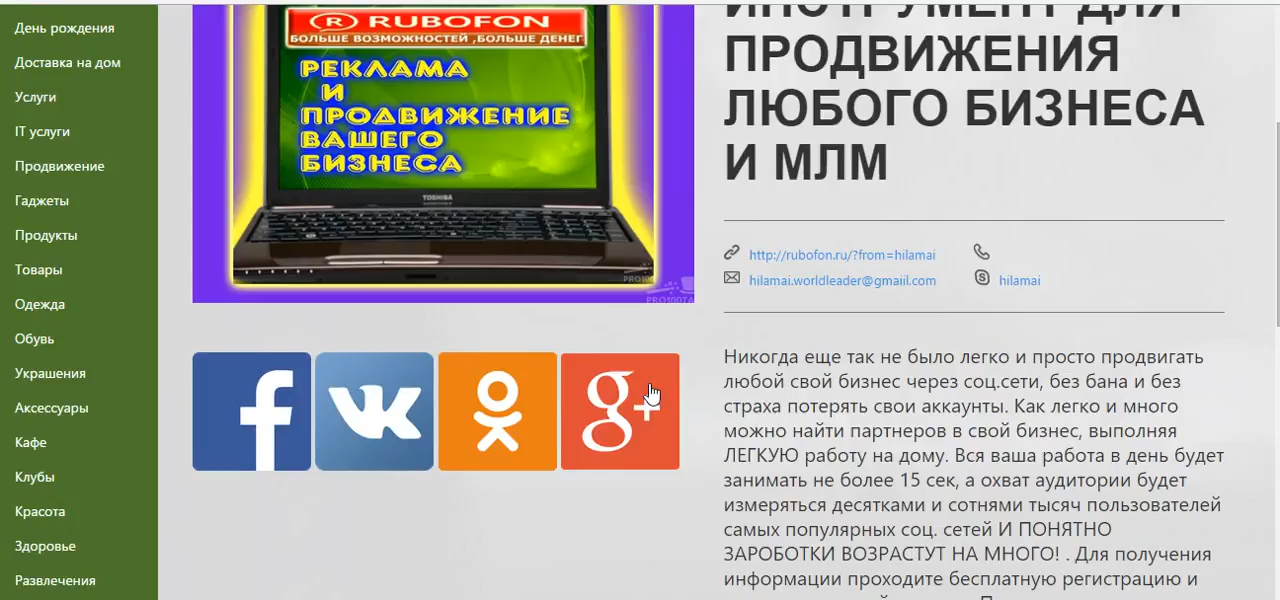 День рождения
Доставка на дом
Услуги
IT услуги
Продвижение
Гаджеты
Продукты
Товары
Одежда
Обувь
Украшения
Аксессуары
Кафе
Клубы
Красота
Здоровье
Развлечения
® RUBOFON
БОЛЬШЕ ВОЗМОЖНОСТЕЙ ,БОЛЬШЕ ДЕНЕГ
РЕКЛАМА
И
ПРОДВИЖЕНИЕ
ВАШЕГО
БИЗНЕСА
TOSHIBA
ИНСТРУМЕНТ ДЛЯ
ПРОДВИЖЕНИЯ
ЛЮБОГО БИЗНЕСА
И МЛМ
http://rubofon.ru/?from=hilamai
hilamai.worldleader@gmaiil.com
hilamai
Никогда еще так не было легко и просто продвигать
любой свой бизнес через соц.сети, без бана и без
страха потерять свои аккаунты. Как легко и много
можно найти партнеров в свой бизнес, выполняя
ЛЕГКУЮ работу на дому. Вся ваша работа в день будет
занимать не более 15 сек, а охват аудитории будет
измеряться десятками и сотнями тысяч пользователей
самых популярных соц. сетей И ПОНЯТНО
ЗАРОБОТКИ ВОЗРАСТУТ НА МНОГО! . Для получения
информации проходите бесплатную регистрацию и